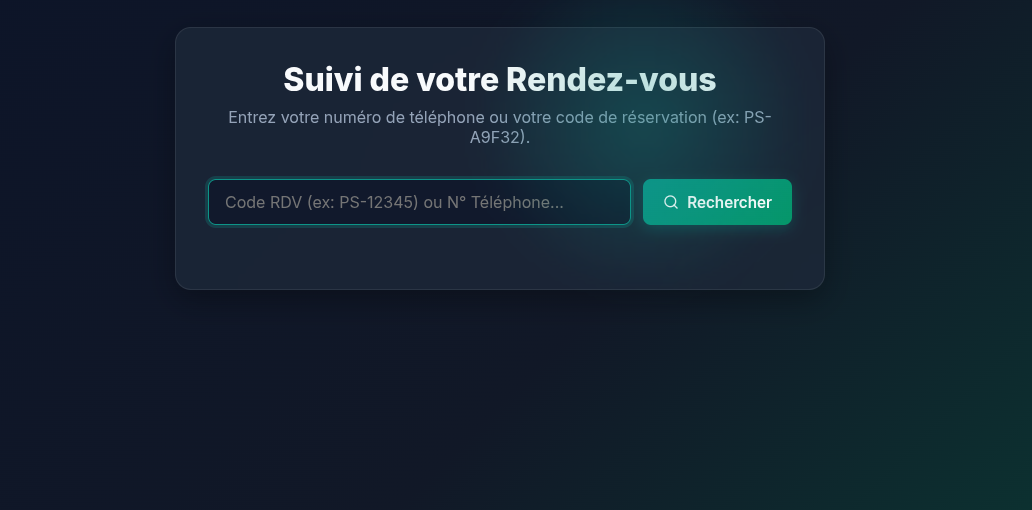 Suivi de votre Rendez-vous
Entrez votre numéro de téléphone ou votre code de réservation (ex: PS-
A9F32).
Code RDV (ex: PS-12345) ou N° Téléphone...
Rechercher